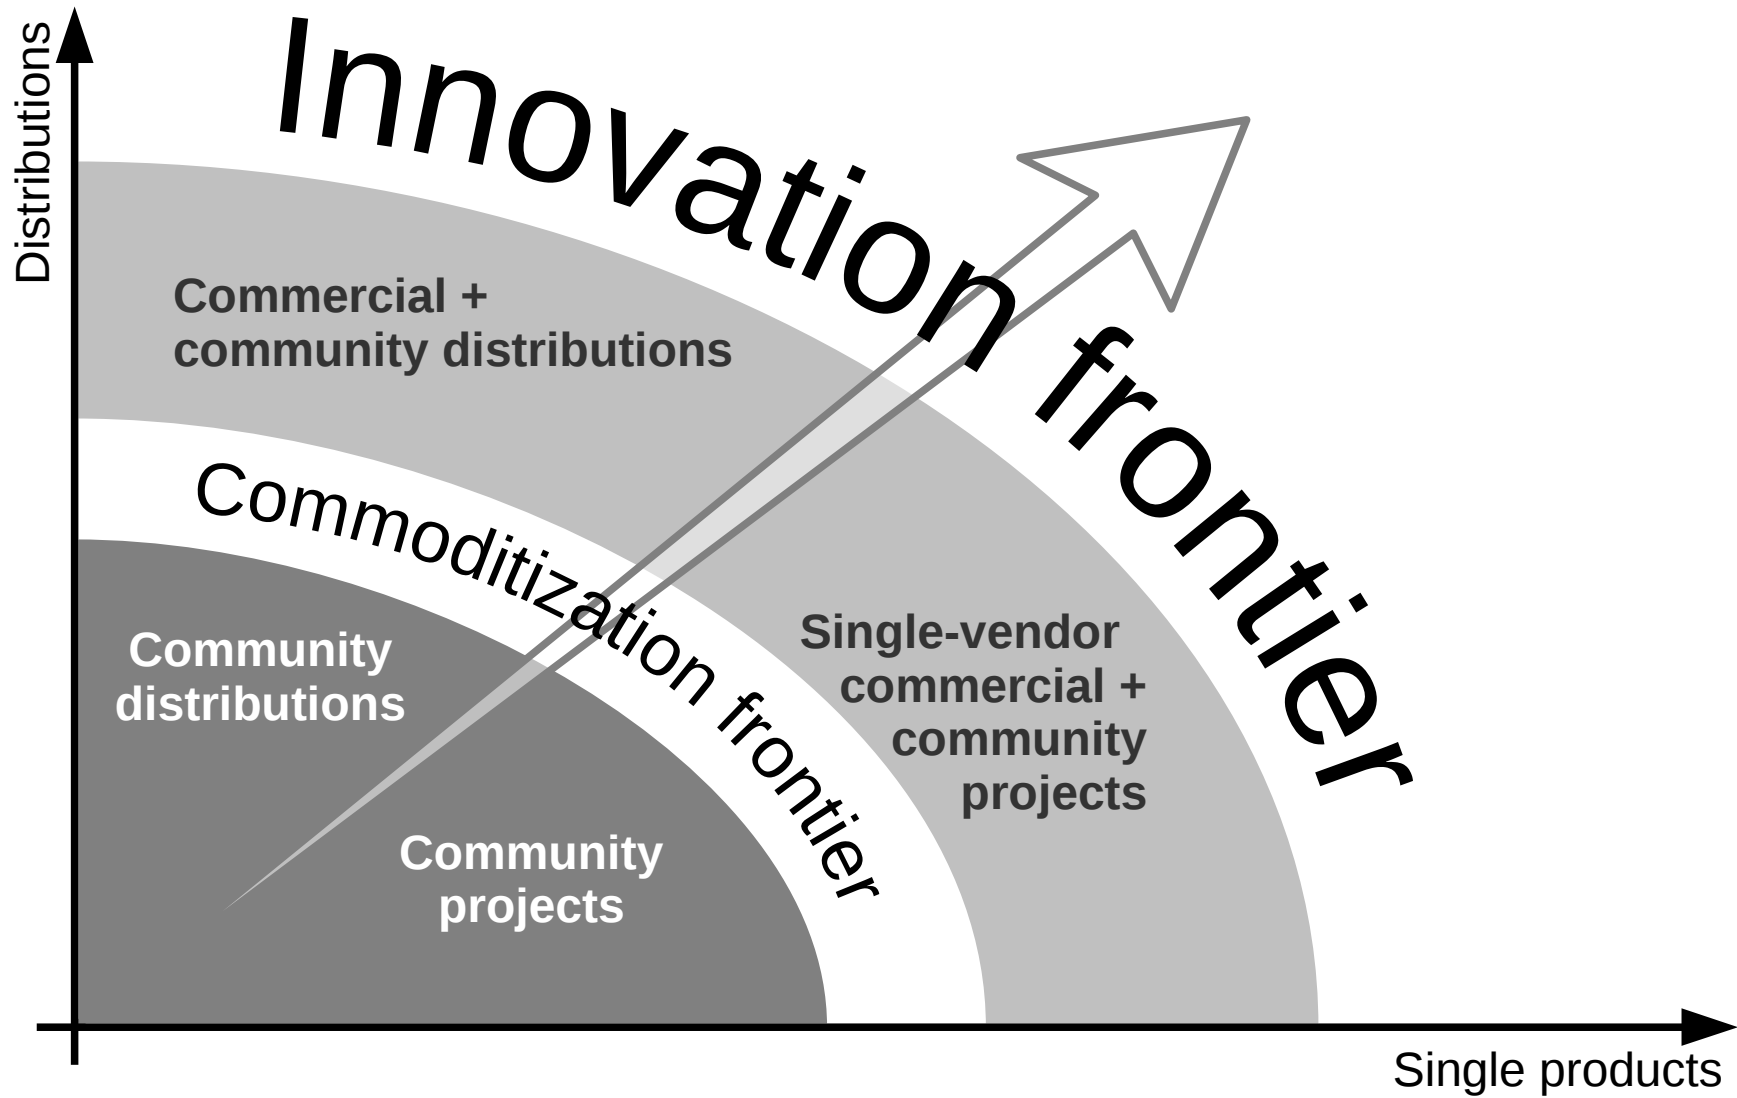 Distributions
Innovation frontier
Commercial +
community distributions
Commoditization frontier
Single-vendor
commercial +
community
projects
Community
distributions
Community
projects
Single products